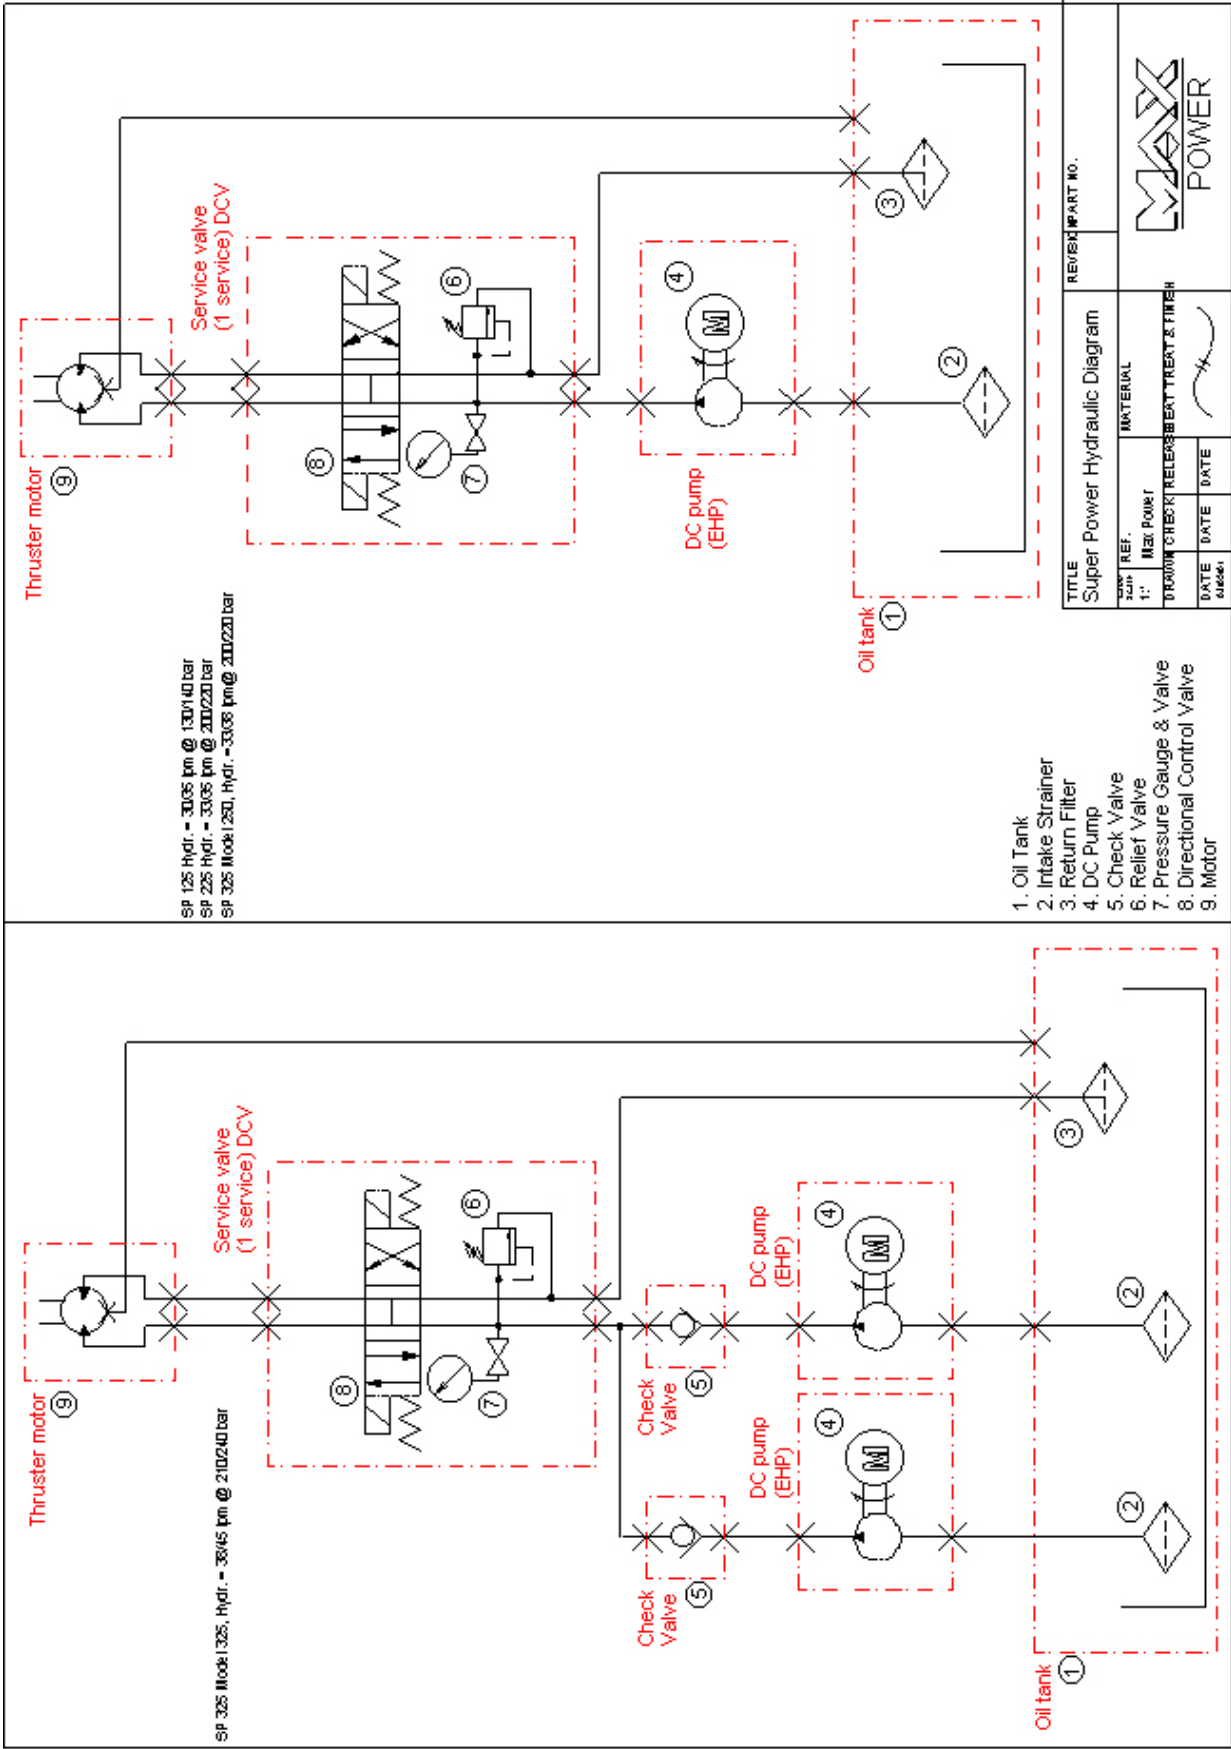 SP 325 Model 325, Hydr. = 38/45 lpm @ 210/240 bar
Thruster motor
9
Service valve
(1 service) DCV
8
7
6
Check
Valve
5
Check
Valve
5
DC pump
(EHP)
4
DC pump
(EHP)
4
3
2
2
Oil tank
1
SP 125 Hydr. = 30/35 lpm @ 130/140 bar
SP 225 Hydr. = 33/35 lpm @ 200/220 bar
SP 325 Model 250, Hydr. = 33/38 lpm @ 200/220 bar
Thruster motor
9
Service valve
(1 service) DCV
8
7
6
DC pump
(EHP)
M
4
3
2
Oil tank
1
M
M
1. Oil Tank
2. Intake Strainer
3. Return Filter
4. DC Pump
5. Check Valve
6. Relief Valve
7. Pressure Gauge & Valve
8. Directional Control Valve
9. Motor
TITLE
Super Power Hydraulic Diagram
PART NO.
REF.
Max Power
MATERIAL
DRAWN CHECK RELEASE HEAT TREAT & FINISH
DATE DATE DATE
MAX
POWER